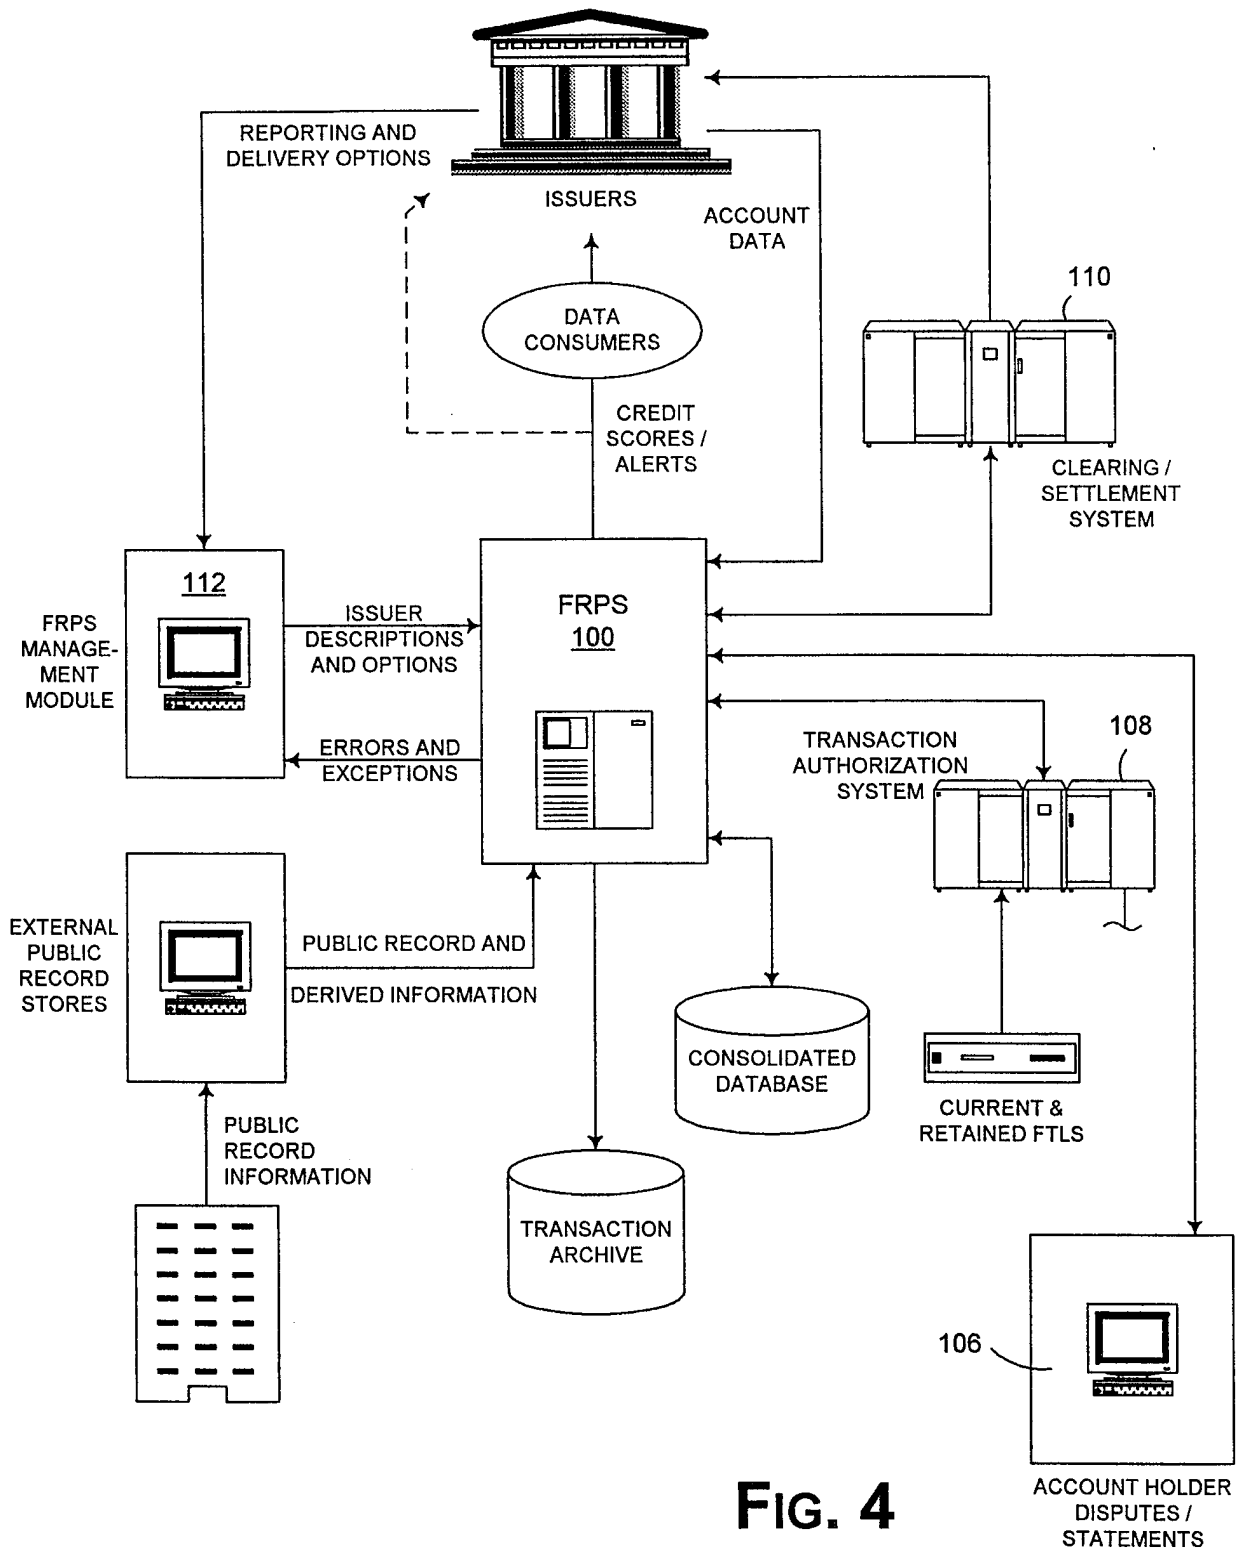 REPORTING AND
DELIVERY OPTIONS
ISSUERS
ACCOUNT
DATA
DATA
CONSUMERS
110
CREDIT
SCORES /
ALERTS
CLEARING /
SETTLEMENT
SYSTEM
112
FRPS
MANAGE-
MENT
MODULE
ISSUER
DESCRIPTIONS
AND OPTIONS
FRPS
100
ERRORS AND
EXCEPTIONS
TRANSACTION
AUTHORIZATION
SYSTEM
108
EXTERNAL
PUBLIC
RECORD
STORES
PUBLIC RECORD AND
DERIVED INFORMATION
CONSOLIDATED
DATABASE
CURRENT &
RETAINED FTLS
PUBLIC
RECORD
INFORMATION
TRANSACTION
ARCHIVE
106
ACCOUNT HOLDER
DISPUTES /
STATEMENTS
FIG. 4